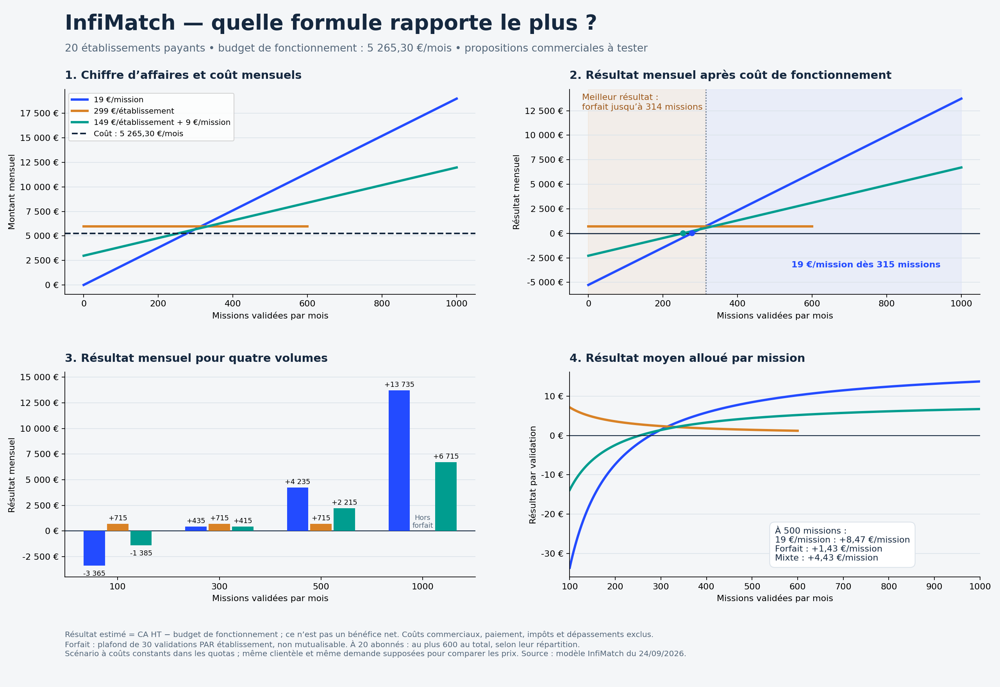 InfiMatch — quelle formule rapporte le plus ?
20 établissements payants • budget de fonctionnement : 5 265,30 €/mois • propositions commerciales à tester
1. Chiffre d’affaires et coût mensuels
19 €/mission
299 €/établissement
149 €/établissement + 9 €/mission
Coût : 5 265,30 €/mois
Montant mensuel
17 500 €
15 000 €
12 500 €
10 000 €
7 500 €
5 000 €
2 500 €
0 €
0 200 400 600 800 1000
Missions validées par mois
2. Résultat mensuel après coût de fonctionnement
Meilleur résultat :
forfait jusqu’à 314 missions
19 €/mission dès 315 missions
Résultat mensuel
12 500 €
10 000 €
7 500 €
5 000 €
2 500 €
0 €
-2 500 €
-5 000 €
0 200 400 600 800 1000
Missions validées par mois
3. Résultat mensuel pour quatre volumes
Résultat mensuel
15 000 €
12 500 €
10 000 €
7 500 €
5 000 €
2 500 €
0 €
-2 500 €
-3 365
+715
-1 385
+435
+715
+415
+4 235
+715
+2 215
+13 735
Hors
forfait
+6 715
100 300 500 1000
Missions validées par mois
4. Résultat moyen alloué par mission
Résultat par validation
10 €
0 €
-10 €
-20 €
-30 €
À 500 missions :
19 €/mission : +8,47 €/mission
Forfait : +1,43 €/mission
Mixte : +4,43 €/mission
100 200 300 400 500 600 700 800 900 1000
Missions validées par mois
Résultat estimé = CA HT − budget de fonctionnement ; ce n’est pas un bénéfice net. Coûts commerciaux, paiement, impôts et dépassements exclus.
Forfait : plafond de 30 validations PAR établissement, non mutualisable. À 20 abonnés : au plus 600 au total, selon leur répartition.
Scénario à coûts constants dans les quotas ; même clientèle et même demande supposées pour comparer les prix. Source : modèle InfiMatch du 24/09/2026.